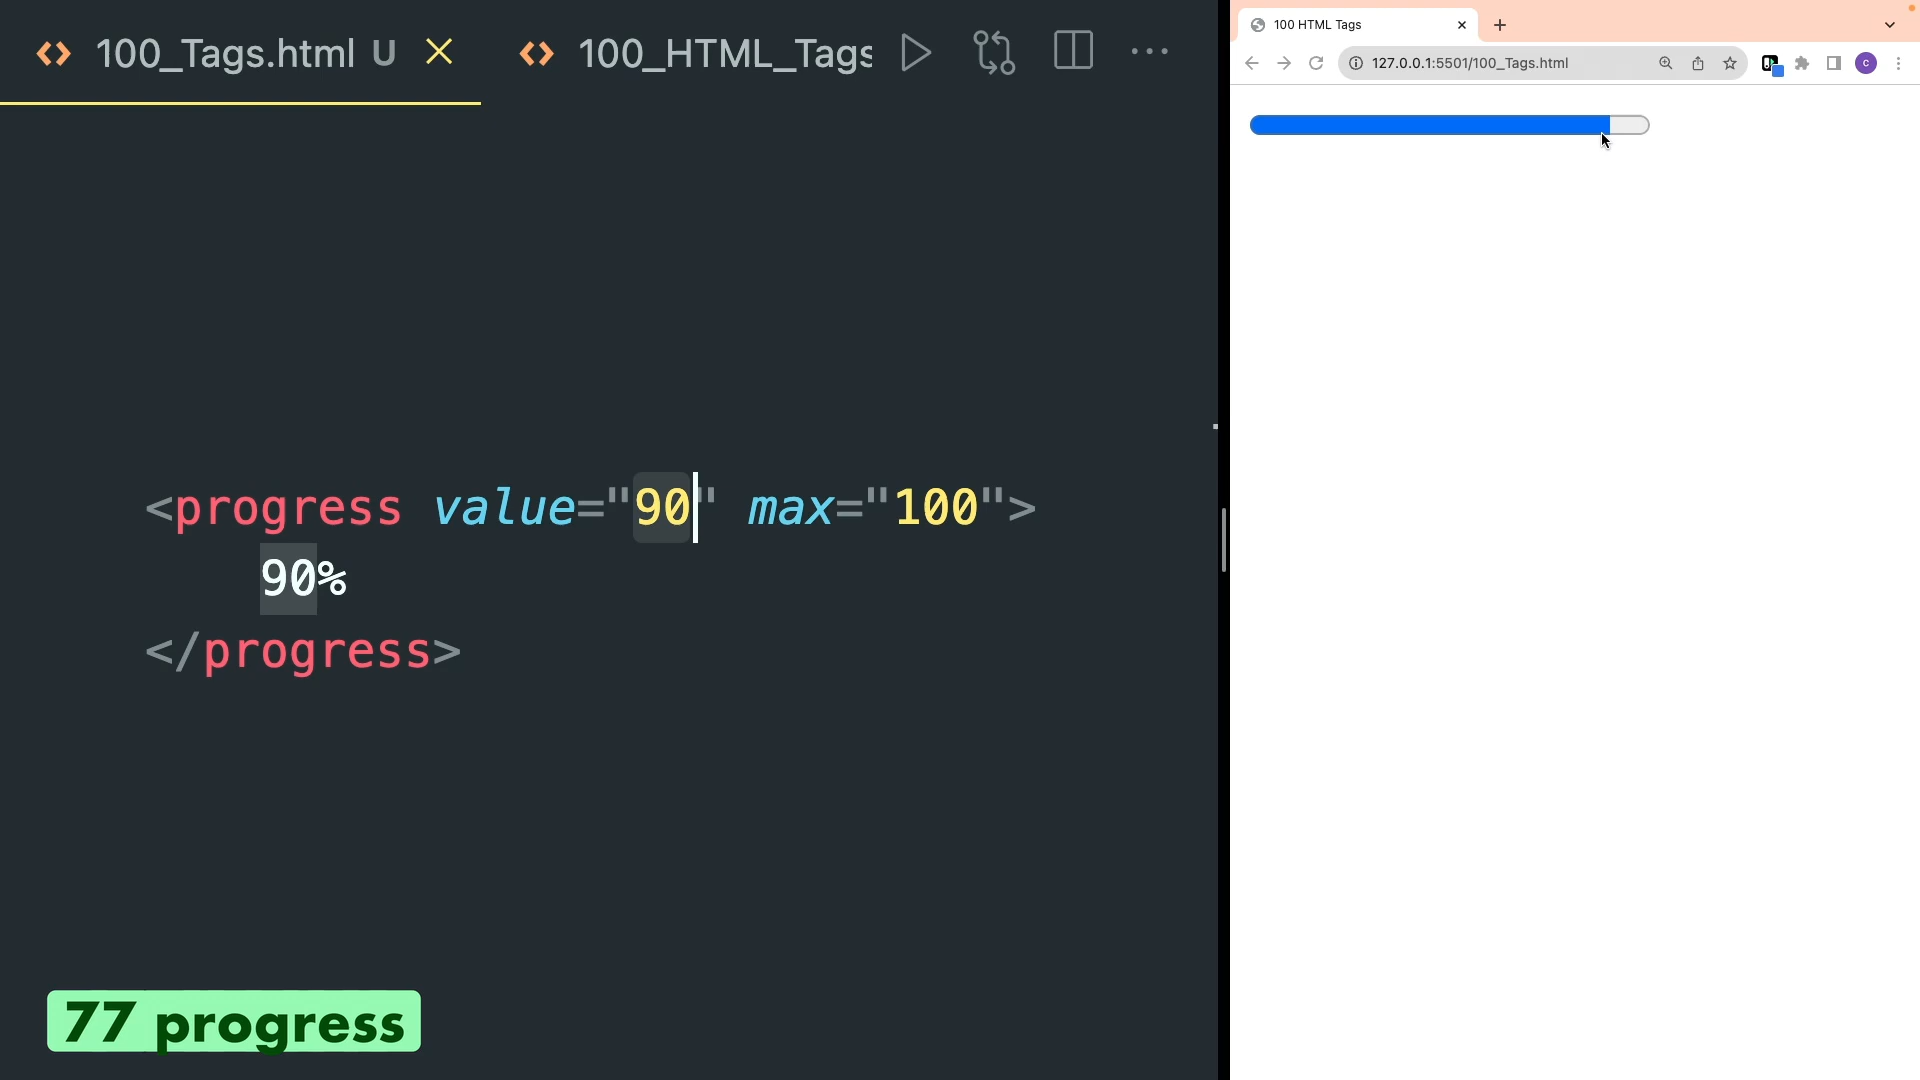 100_Tags.html U
100_HTML_Tags
100 HTML Tags
127.0.0.1:5501/100_Tags.html
c
<progress value="90" max="100">
90%
</progress>
77 progress